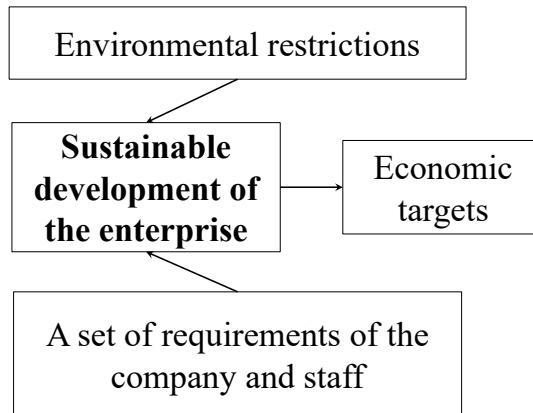 Environmental restrictions
Sustainable
development of
the enterprise
Economic
targets
A set of requirements of the
company and staff